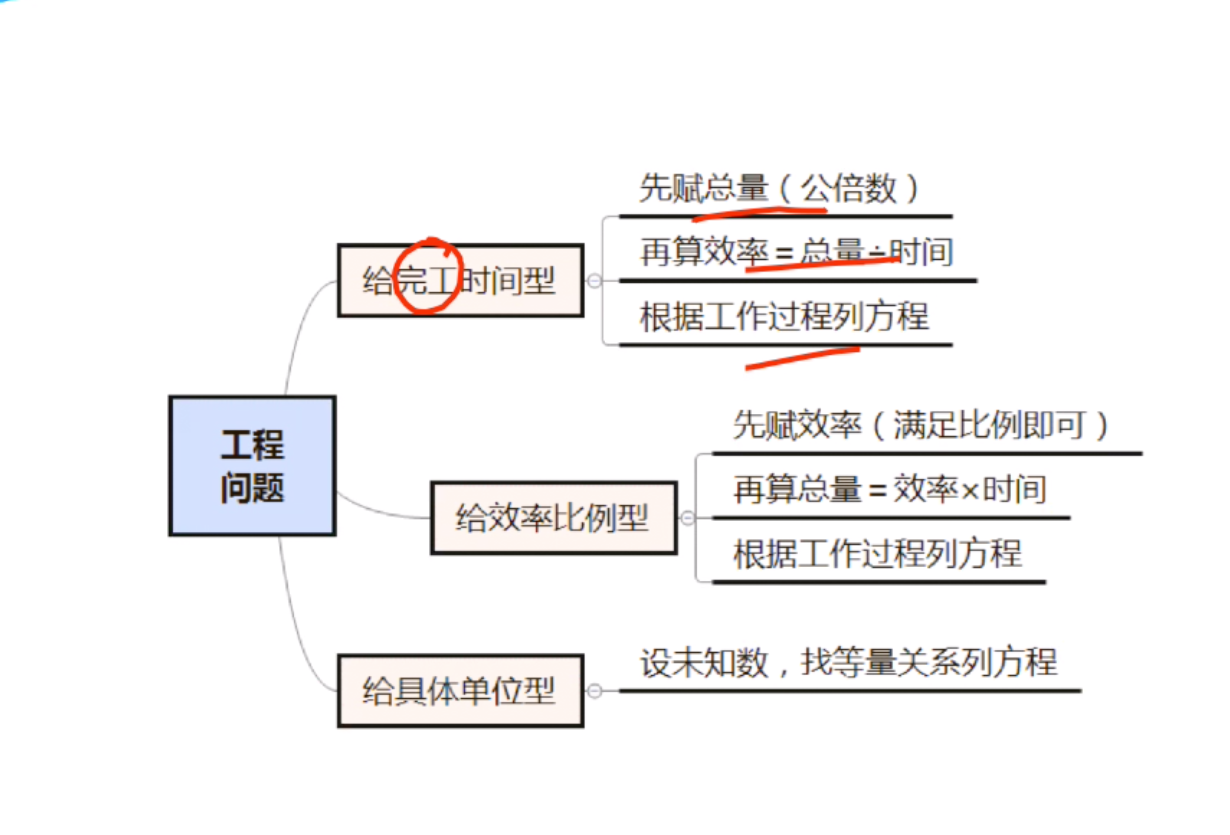 先赋总量（公倍数）
再算效率=总量÷时间
给完工时间型
根据工作过程列方程
工程
问题
先赋效率（满足比例即可）
再算总量=效率×时间
给效率比例型
根据工作过程列方程
设未知数，找等量关系列方程
给具体单位型